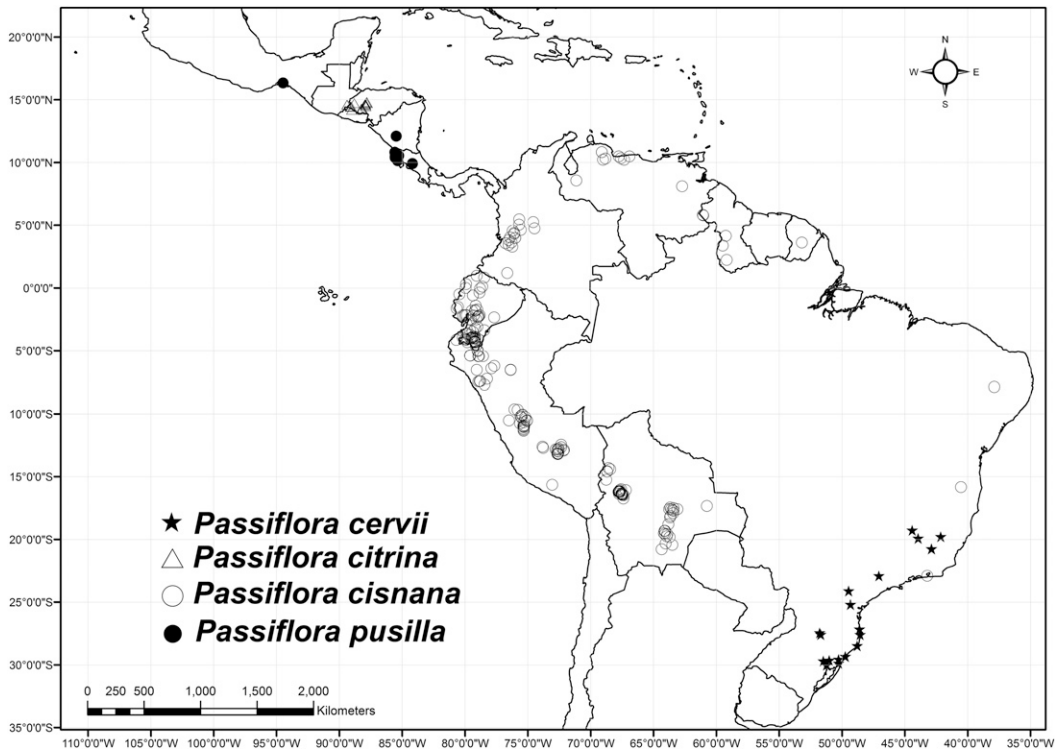 20°0'0"N
15°0'0"N
10°0'0"N
5°0'0"N
0°0'0"
5°0'0"S
10°0'0"S
15°0'0"S
20°0'0"S
25°0'0"S
30°0'0"S
35°0'0"S
N
W E
S
Passiflora cervii
Passiflora citrina
Passiflora cisnana
Passiflora pusilla
0 250 500 1,000 1,500 2,000
Kilometers
110°0'0"W 105°0'0"W 100°0'0"W 95°0'0"W 90°0'0"W 85°0'0"W 80°0'0"W 75°0'0"W 70°0'0"W 65°0'0"W 60°0'0"W 55°0'0"W 50°0'0"W 45°0'0"W 40°0'0"W 35°0'0"W